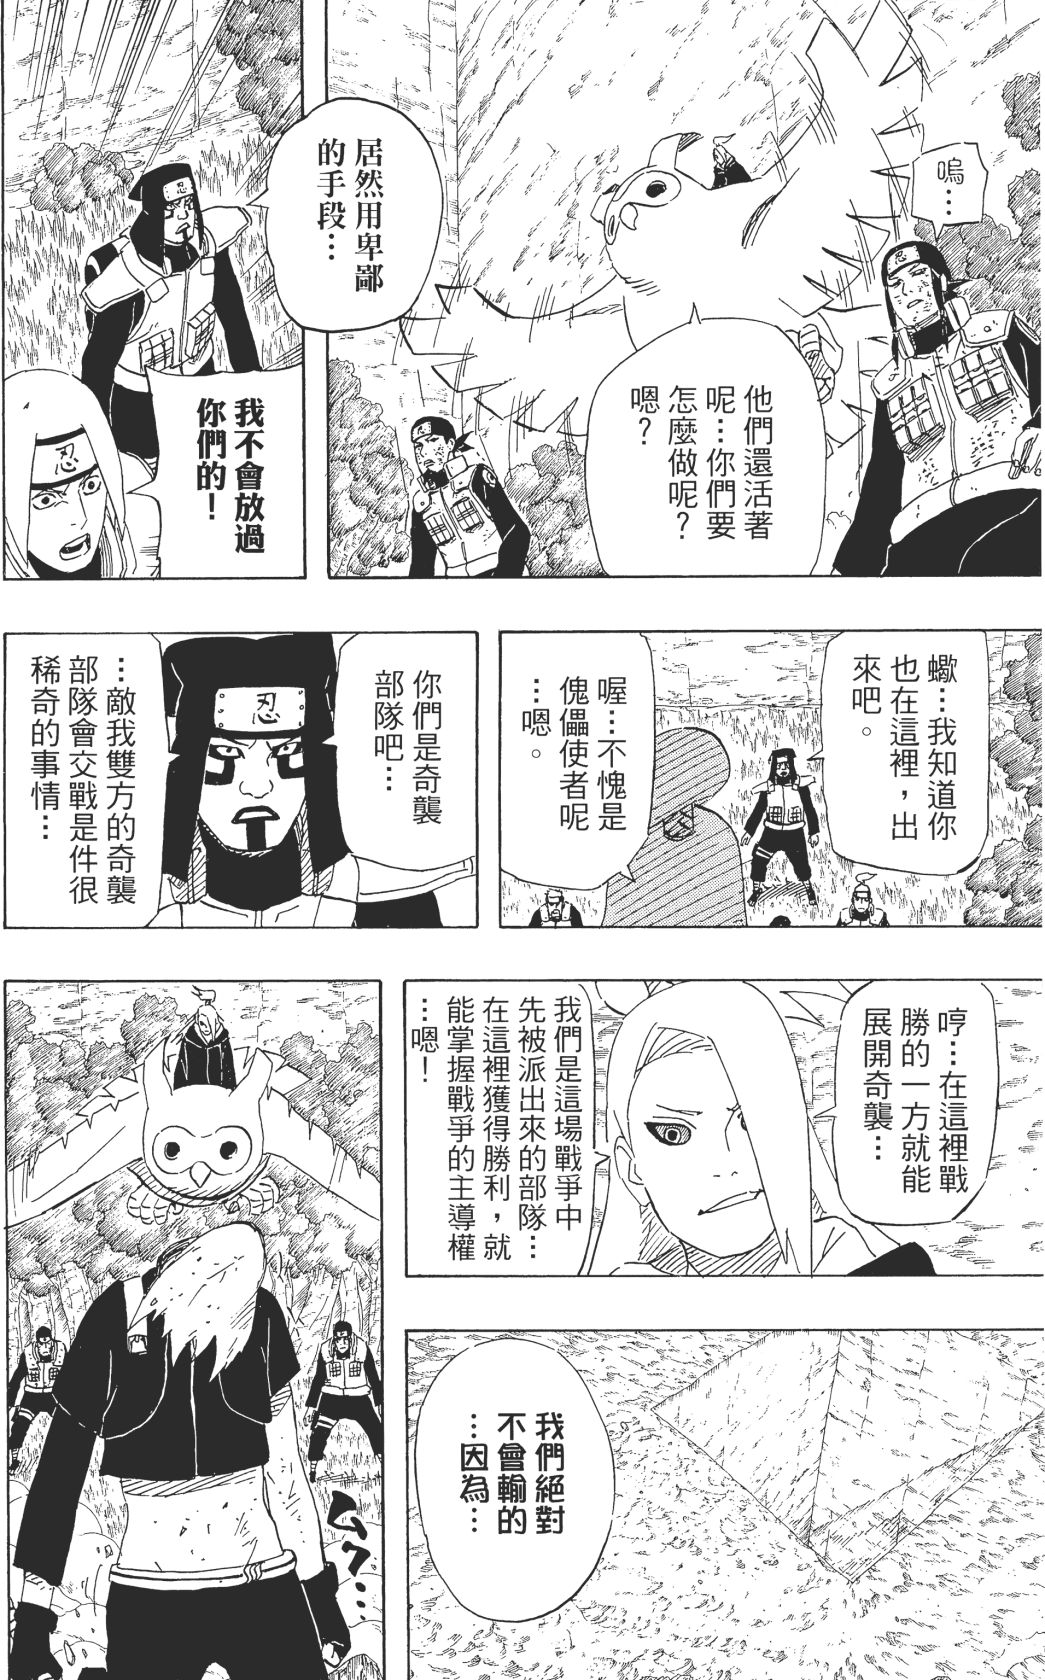 嗚…
他們還活著
呢…你們要
怎麼做呢？
嗯？
居然用卑鄙
的手段…
我不會放過
你們的！
蠍…我知道你
也在這裡，出
來吧。
喔…不愧是
傀儡使者呢
…嗯。
你們是奇襲
部隊吧…
…敵我雙方的奇襲
部隊會交戰是件很
稀奇的事情…
哼…在這裡戰
勝的一方就能
展開奇襲…
我們是這場戰爭中
先被派出來的部隊…
在這裡獲得勝利，就
能掌握戰爭的主導權
…嗯！
我們絕對
不會輸的
…因為…
ムク…
忍
忍
忍
忍